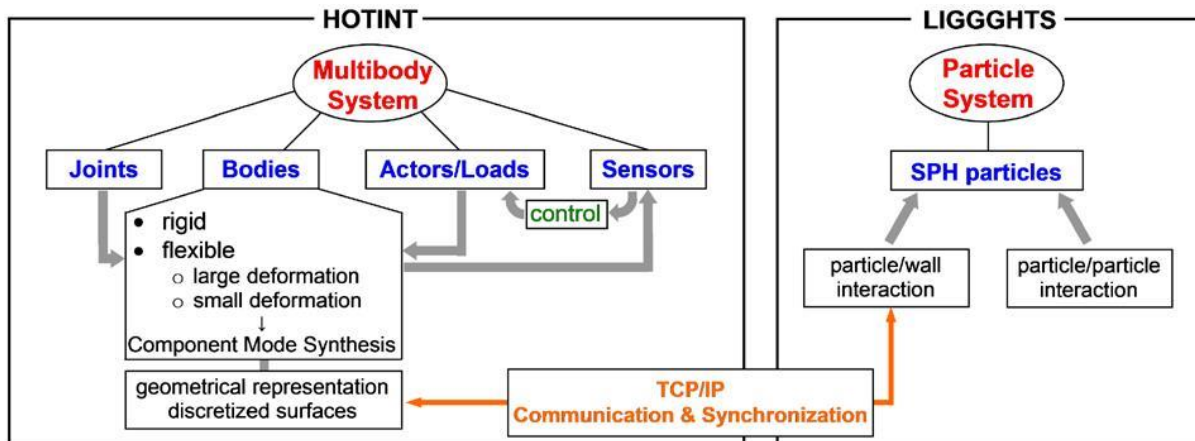 HOTINT
Multibody
System
Joints
Bodies
Actors/Loads
Sensors
control
• rigid
• flexible
○ large deformation
○ small deformation
↓
Component Mode Synthesis
geometrical representation
discretized surfaces
TCP/IP
Communication & Synchronization
LIGGGHTS
Particle
System
SPH particles
particle/wall
interaction
particle/particle
interaction